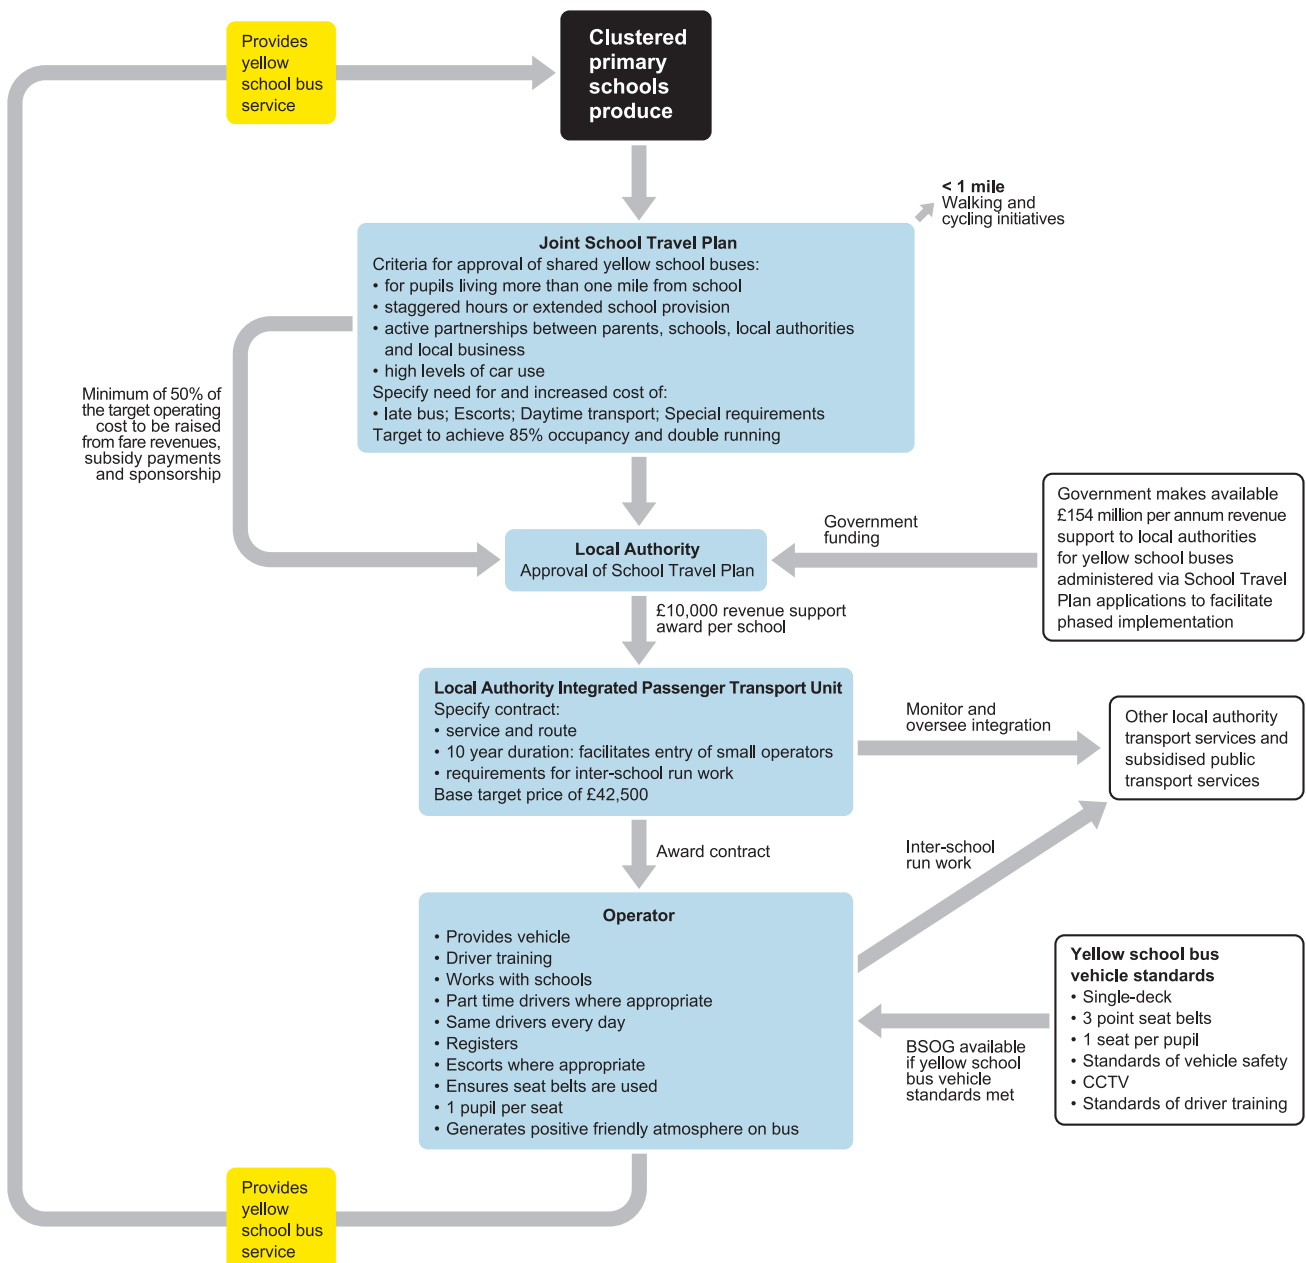 Provides
yellow
school bus
service
Clustered
primary
schools
produce
< 1 mile
Walking and
cycling initiatives
Joint School Travel Plan
Criteria for approval of shared yellow school buses:
• for pupils living more than one mile from school
• staggered hours or extended school provision
• active partnerships between parents, schools, local authorities
and local business
• high levels of car use
Specify need for and increased cost of:
• late bus; Escorts; Daytime transport; Special requirements
Target to achieve 85% occupancy and double running
Minimum of 50% of
the target operating
cost to be raised
from fare revenues,
subsidy payments
and sponsorship
Government
funding
Government makes available
£154 million per annum revenue
support to local authorities
for yellow school buses
administered via School Travel
Plan applications to facilitate
phased implementation
Local Authority
Approval of School Travel Plan
£10,000 revenue support
award per school
Local Authority Integrated Passenger Transport Unit
Specify contract:
• service and route
• 10 year duration: facilitates entry of small operators
• requirements for inter-school run work
Base target price of £42,500
Monitor and
oversee integration
Other local authority
transport services and
subsidised public
transport services
Award contract
Inter-school
run work
Operator
• Provides vehicle
• Driver training
• Works with schools
• Part time drivers where appropriate
• Same drivers every day
• Registers
• Escorts where appropriate
• Ensures seat belts are used
• 1 pupil per seat
• Generates positive friendly atmosphere on bus
BSOG available
if yellow school
bus vehicle
standards met
Yellow school bus
vehicle standards
• Single-deck
• 3 point seat belts
• 1 seat per pupil
• Standards of vehicle safety
• CCTV
• Standards of driver training
Provides
yellow
school bus
service